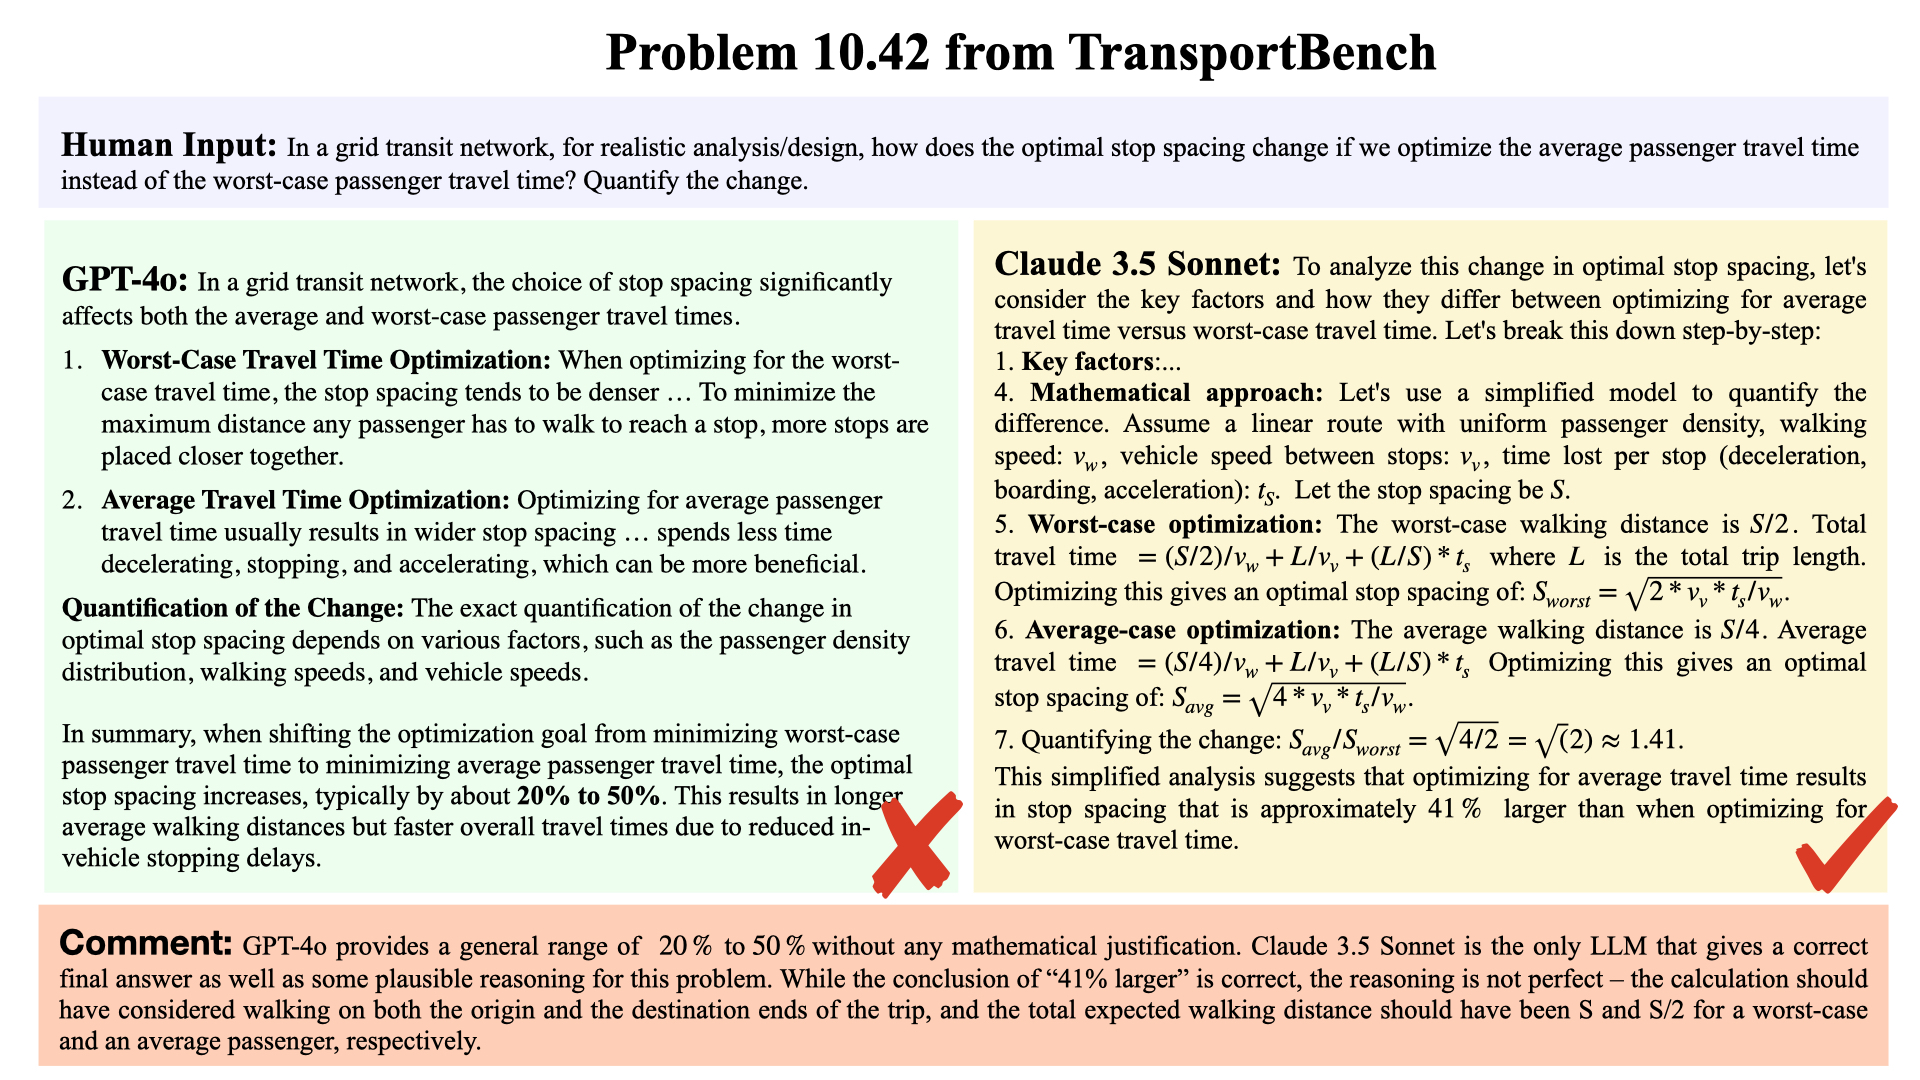 Problem 10.42 from TransportBench
Human Input: In a grid transit network, for realistic analysis/design, how does the optimal stop spacing change if we optimize the average passenger travel time
instead of the worst-case passenger travel time? Quantify the change.
GPT-4o: In a grid transit network, the choice of stop spacing significantly
affects both the average and worst-case passenger travel times.
1. Worst-Case Travel Time Optimization: When optimizing for the worst-
case travel time, the stop spacing tends to be denser … To minimize the
maximum distance any passenger has to walk to reach a stop, more stops are
placed closer together.
2. Average Travel Time Optimization: Optimizing for average passenger
travel time usually results in wider stop spacing … spends less time
decelerating, stopping, and accelerating, which can be more beneficial.
Quantification of the Change: The exact quantification of the change in
optimal stop spacing depends on various factors, such as the passenger density
distribution, walking speeds, and vehicle speeds.
In summary, when shifting the optimization goal from minimizing worst-case
passenger travel time to minimizing average passenger travel time, the optimal
stop spacing increases, typically by about 20% to 50%. This results in longer
average walking distances but faster overall travel times due to reduced in-
vehicle stopping delays.
Claude 3.5 Sonnet: To analyze this change in optimal stop spacing, let's
consider the key factors and how they differ between optimizing for average
travel time versus worst-case travel time. Let's break this down step-by-step:
1. Key factors:...
4. Mathematical approach: Let's use a simplified model to quantify the
difference. Assume a linear route with uniform passenger density, walking
speed: v_w, vehicle speed between stops: v_v, time lost per stop (deceleration,
boarding, acceleration): t_S. Let the stop spacing be S.
5. Worst-case optimization: The worst-case walking distance is S/2. Total
travel time = (S/2)/v_w + L/v_v + (L/S) * t_s where L is the total trip length.
Optimizing this gives an optimal stop spacing of: S_worst = √(2 * v_v * t_s/v_w).
6. Average-case optimization: The average walking distance is S/4. Average
travel time = (S/4)/v_w + L/v_v + (L/S) * t_s Optimizing this gives an optimal
stop spacing of: S_avg = √(4 * v_v * t_s/v_w).
7. Quantifying the change: S_avg/S_worst = √4/2 = √(2) ≈ 1.41.
This simplified analysis suggests that optimizing for average travel time results
in stop spacing that is approximately 41 % larger than when optimizing for
worst-case travel time.
Comment: GPT-4o provides a general range of 20 % to 50 % without any mathematical justification. Claude 3.5 Sonnet is the only LLM that gives a correct
final answer as well as some plausible reasoning for this problem. While the conclusion of “41% larger” is correct, the reasoning is not perfect – the calculation should
have considered walking on both the origin and the destination ends of the trip, and the total expected walking distance should have been S and S/2 for a worst-case
and an average passenger, respectively.